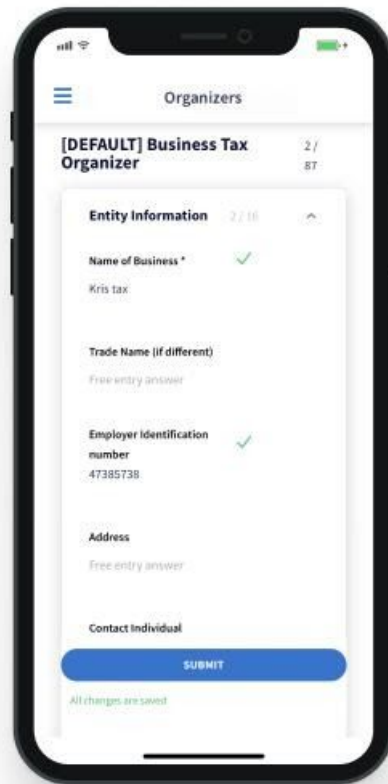 Organizers
[DEFAULT] Business Tax
Organizer
2 /
87
Entity Information 2 / 16
Name of Business *
Kris tax
Trade Name (if different)
Free entry answer
Employer Identification
number
47385738
Address
Free entry answer
Contact Individual
SUBMIT
All changes are saved